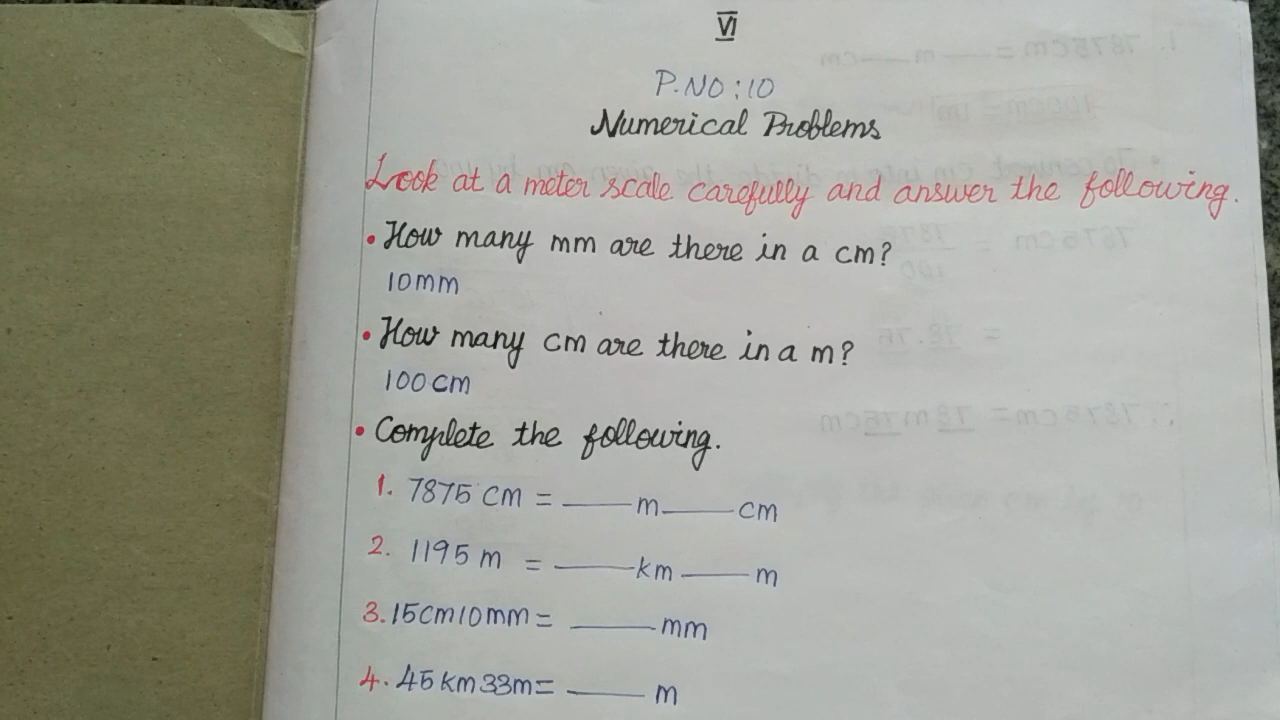 VI
P.NO:10
Numerical Problems
Look at a meter scale carefully and answer the following.
• How many mm are there in a cm?
10mm
• How many cm are there in a m?
100cm
• Complete the following.
1. 7875 cm = ____ m ____ cm
2. 1195 m = ____ km ____ m
3. 15cm10mm = ____ mm
4. 45km33m = ____ m